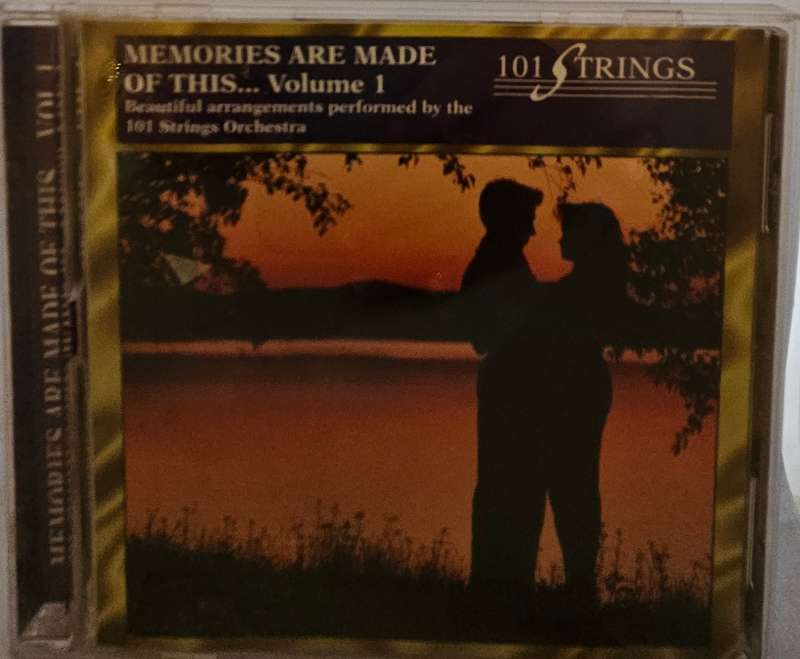 MEMORIES ARE MADE
OF THIS... Volume 1
Beautiful arrangements performed by the
101 Strings Orchestra
101 STRINGS
MEMORIES ARE MADE OF THIS... VOL 1